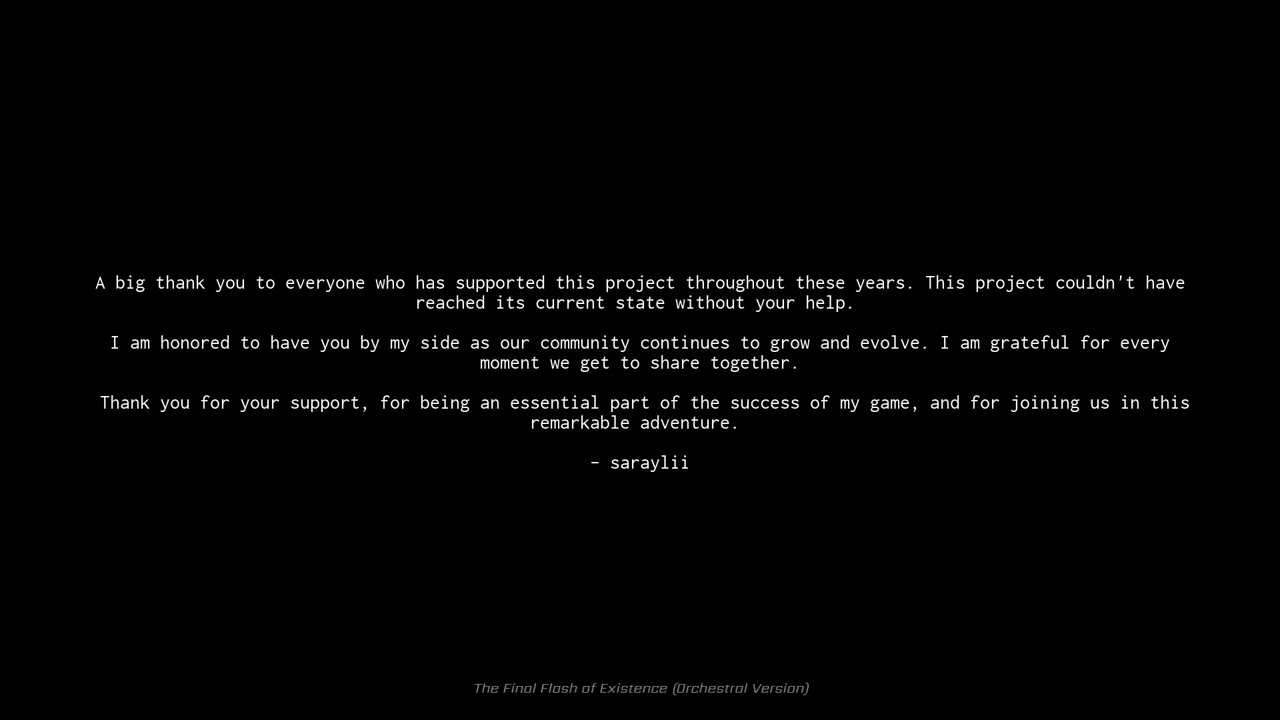 A big thank you to everyone who has supported this project throughout these years. This project couldn't have
reached its current state without your help.
I am honored to have you by my side as our community continues to grow and evolve. I am grateful for every
moment we get to share together.
Thank you for your support, for being an essential part of the success of my game, and for joining us in this
remarkable adventure.
– saraylii
The Final Flash of Existence (Orchestral Version)